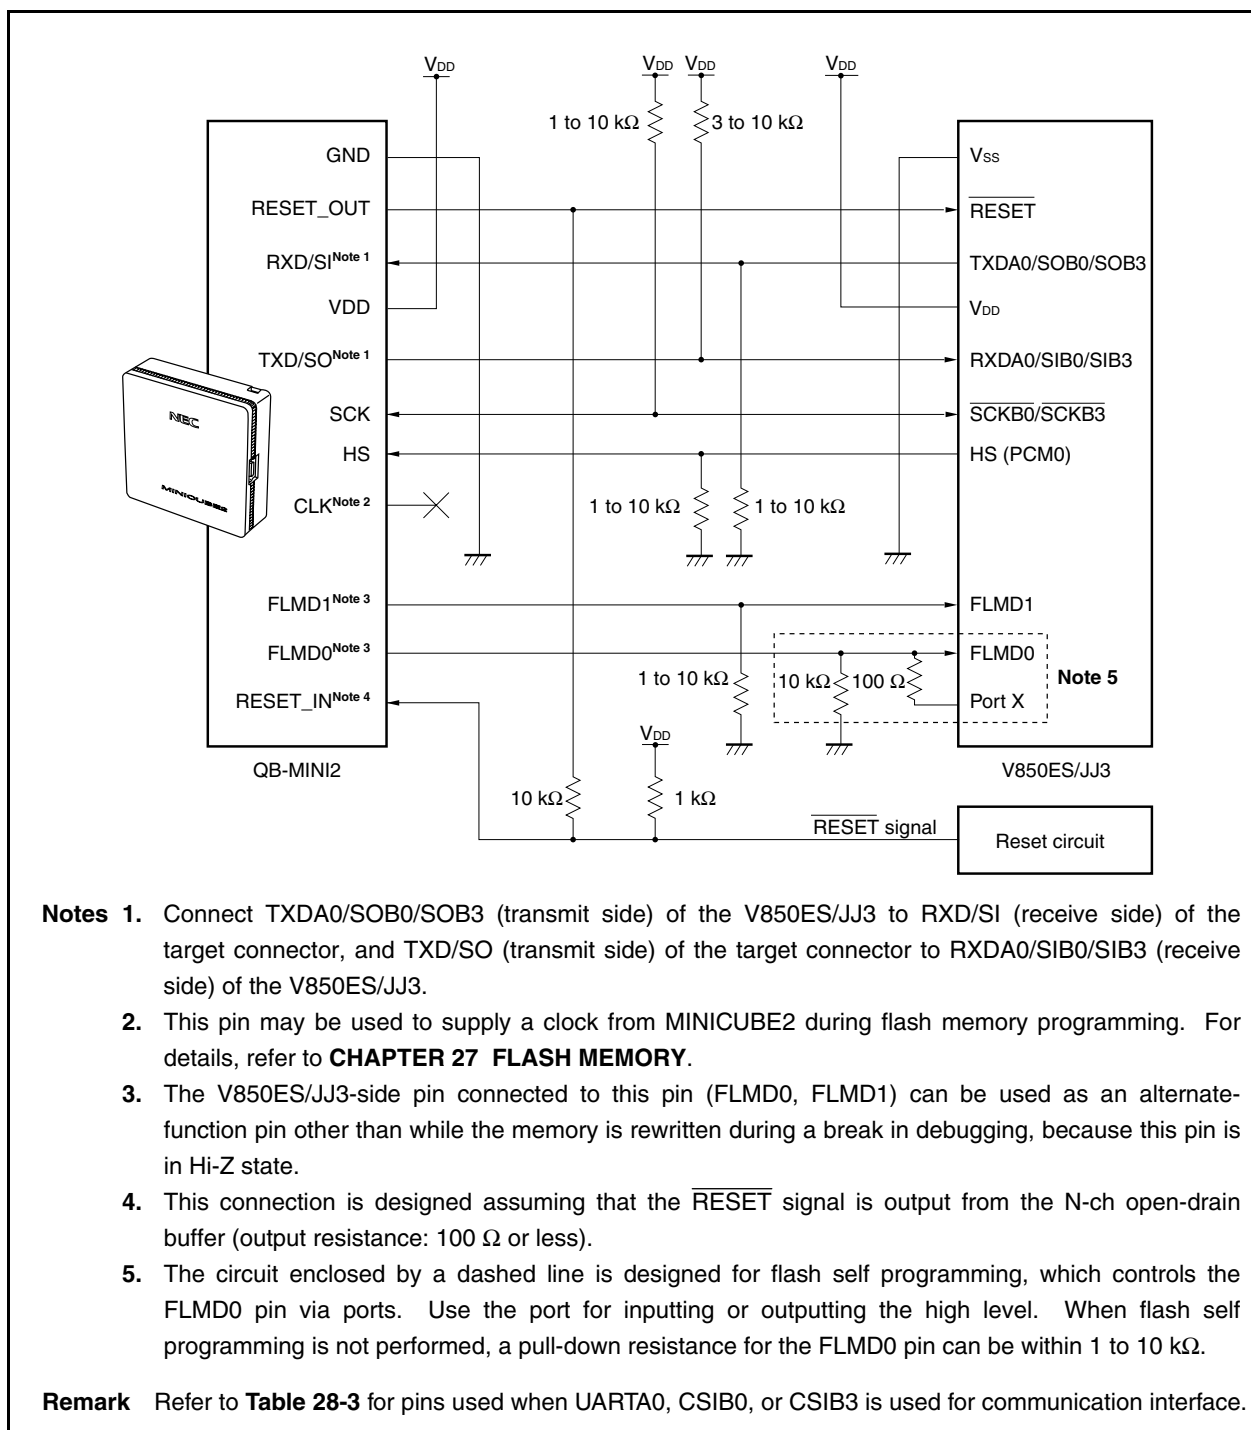 VDD VDD VDD VDD
1 to 10 kΩ 3 to 10 kΩ
GND VSS
RESET_OUT RESET
RXD/SI Note 1 TXDA0/SOB0/SOB3
VDD VDD
TXD/SO Note 1 RXDA0/SIB0/SIB3
SCK SCKB0/SCKB3
NEC
HS HS (PCM0)
MINICUBE2
CLK Note 2 1 to 10 kΩ 1 to 10 kΩ
FLMD1 Note 3 FLMD1
FLMD0 Note 3 FLMD0
1 to 10 kΩ 10 kΩ 100 Ω Note 5
RESET_IN Note 4 Port X
VDD
QB-MINI2 V850ES/JJ3
10 kΩ 1 kΩ
RESET signal Reset circuit
Notes 1. Connect TXDA0/SOB0/SOB3 (transmit side) of the V850ES/JJ3 to RXD/SI (receive side) of the
target connector, and TXD/SO (transmit side) of the target connector to RXDA0/SIB0/SIB3 (receive
side) of the V850ES/JJ3.
2. This pin may be used to supply a clock from MINICUBE2 during flash memory programming. For
details, refer to CHAPTER 27 FLASH MEMORY.
3. The V850ES/JJ3-side pin connected to this pin (FLMD0, FLMD1) can be used as an alternate-
function pin other than while the memory is rewritten during a break in debugging, because this pin is
in Hi-Z state.
4. This connection is designed assuming that the RESET signal is output from the N-ch open-drain
buffer (output resistance: 100 Ω or less).
5. The circuit enclosed by a dashed line is designed for flash self programming, which controls the
FLMD0 pin via ports. Use the port for inputting or outputting the high level. When flash self
programming is not performed, a pull-down resistance for the FLMD0 pin can be within 1 to 10 kΩ.
Remark Refer to Table 28-3 for pins used when UARTA0, CSIB0, or CSIB3 is used for communication interface.